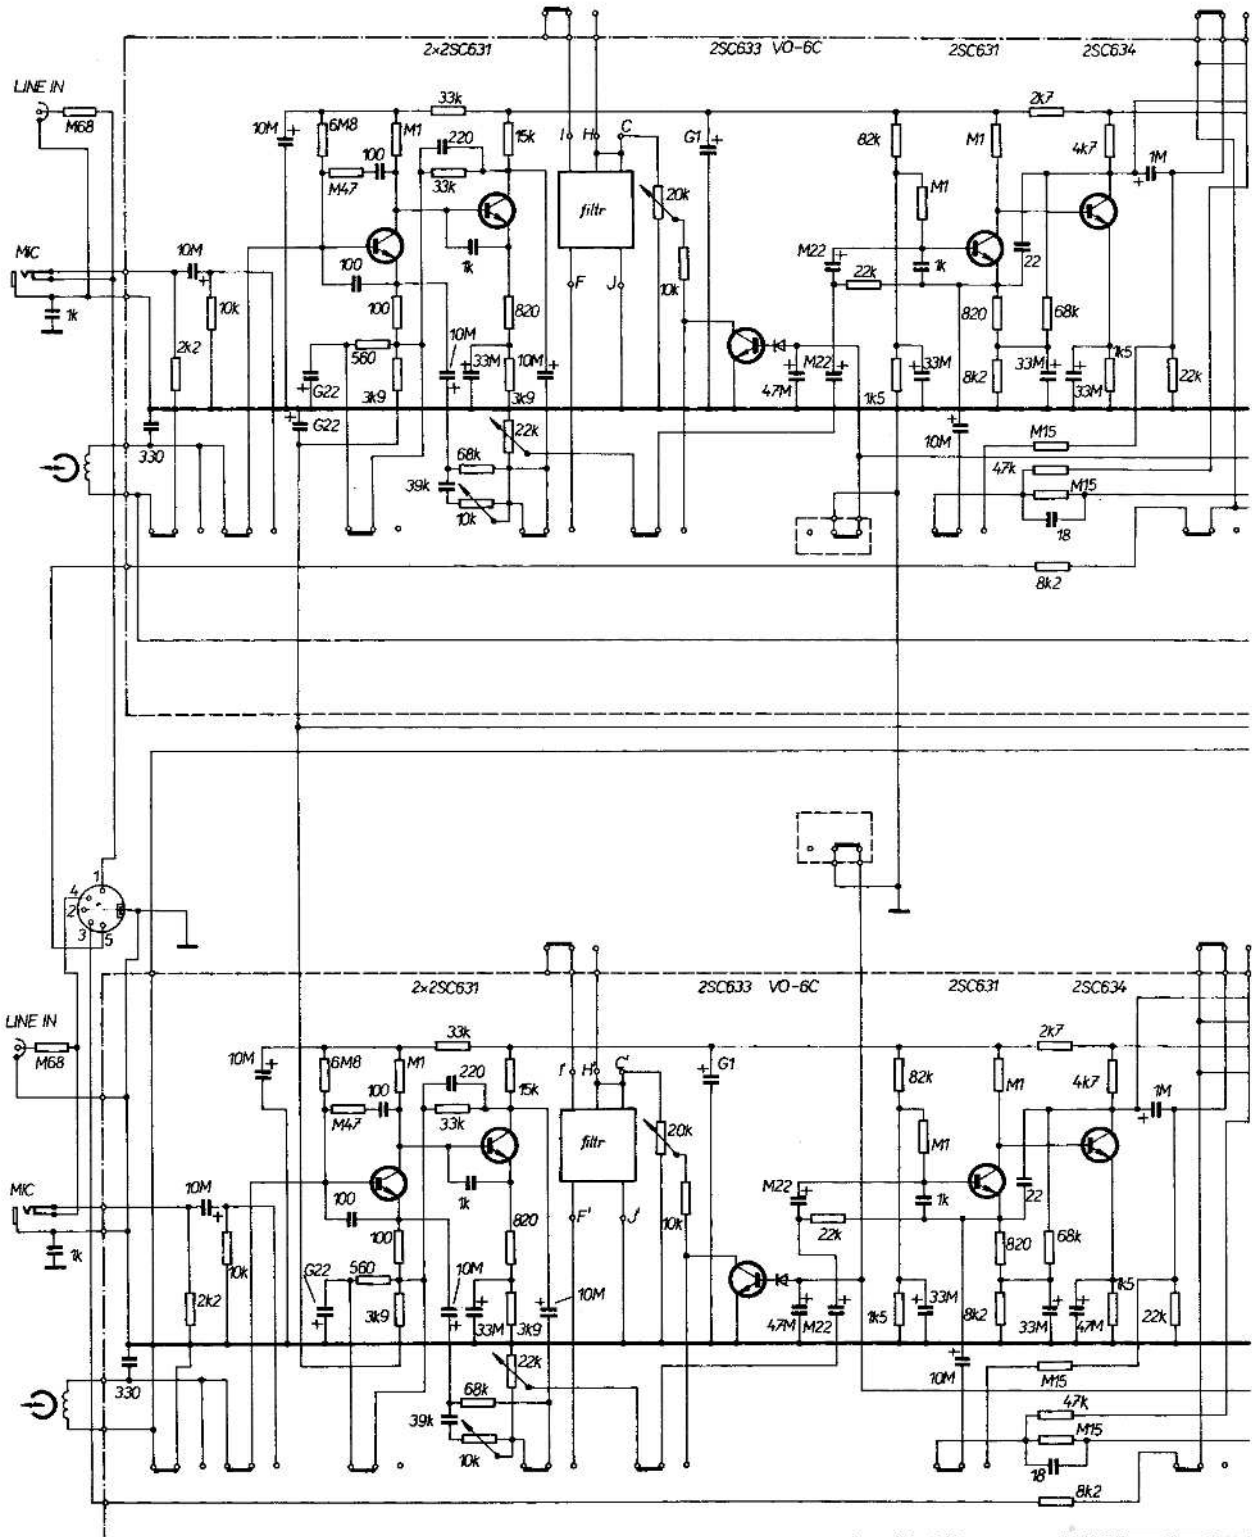 2×2SC631
2SC633 VO-6C
2SC631
2SC634
LINE IN
M68
10M
6M8
M1
33k
220
15k
I
H
C
G1
82k
M1
2k7
4k7
1M
100
M47
33k
filtr
20k
M1
MIC
10M
10k
100
1k
M22
22k
1k
22
1k
2k2
100
560
10M
820
F
J
10k
820
68k
G22
3k9
33M
10M
3k9
47M
M22
1k5
33M
8k2
33M
33M
1k5
22k
330
G22
22k
68k
39k
10k
10M
M15
47k
M15
18
8k2
1
4
2
3
5
2×2SC631
2SC633 VO-6C
2SC631
2SC634
LINE IN
M68
10M
6M8
M1
33k
220
15k
I'
H'
C'
G1
82k
M1
2k7
4k7
1M
100
M47
33k
filtr
20k
M1
MIC
10M
10k
100
1k
M22
22k
1k
22
1k
2k2
100
560
10M
820
F'
J'
10k
820
68k
G22
3k9
33M
3k9
10M
47M
M22
1k5
33M
8k2
33M
47M
1k5
22k
330
22k
68k
39k
10k
10M
M15
47k
M15
18
8k2